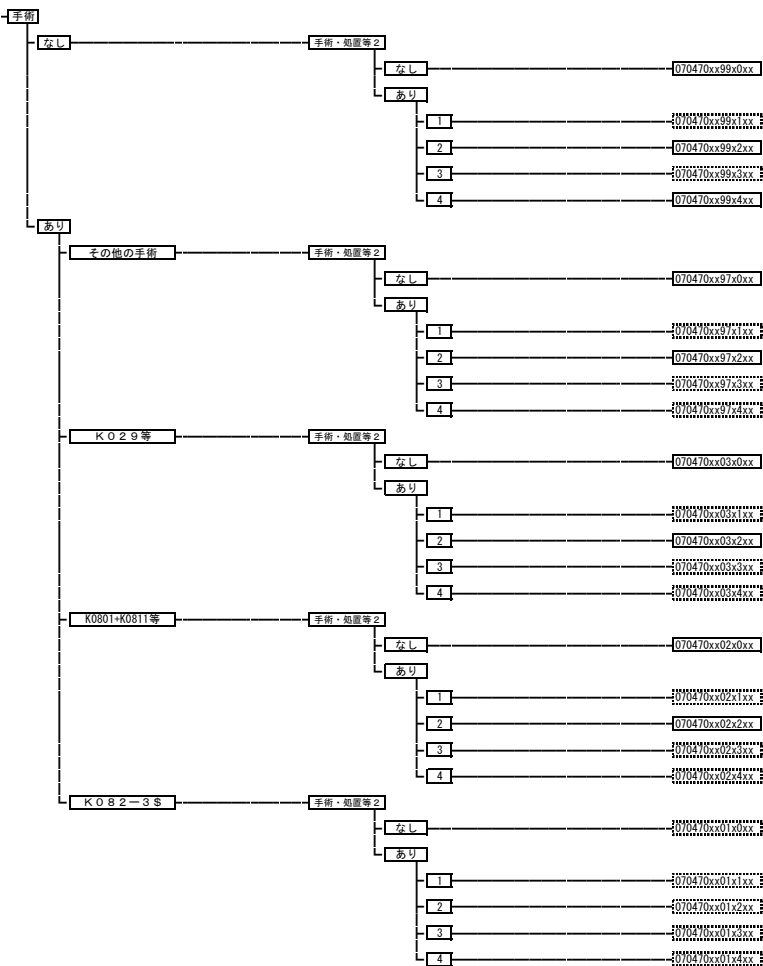 手術
なし 手術・処置等2
なし 070470xx99x0xx
あり
1 070470xx99x1xx
2 070470xx99x2xx
3 070470xx99x3xx
4 070470xx99x4xx
あり
その他の手術 手術・処置等2
なし 070470xx97x0xx
あり
1 070470xx97x1xx
2 070470xx97x2xx
3 070470xx97x3xx
4 070470xx97x4xx
K029等 手術・処置等2
なし 070470xx03x0xx
あり
1 070470xx03x1xx
2 070470xx03x2xx
3 070470xx03x3xx
4 070470xx03x4xx
K0801+K0811等 手術・処置等2
なし 070470xx02x0xx
あり
1 070470xx02x1xx
2 070470xx02x2xx
3 070470xx02x3xx
4 070470xx02x4xx
K082-3$ 手術・処置等2
なし 070470xx01x0xx
あり
1 070470xx01x1xx
2 070470xx01x2xx
3 070470xx01x3xx
4 070470xx01x4xx